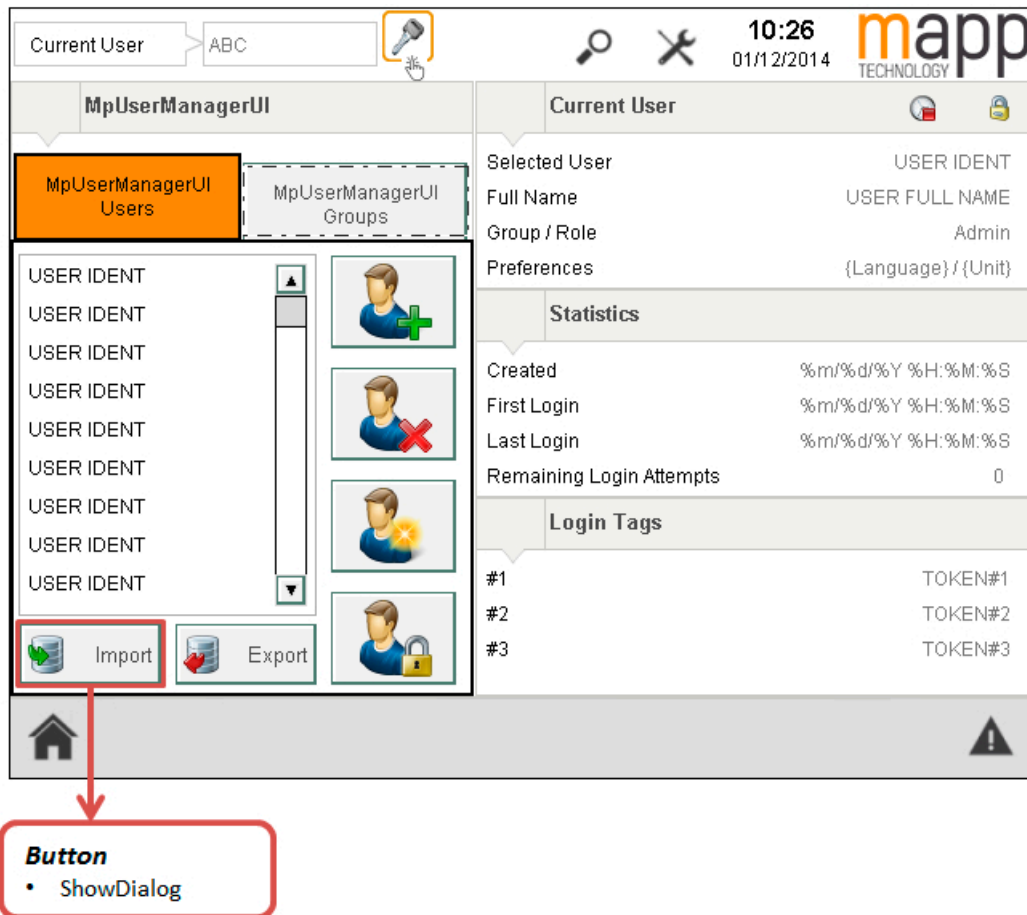 Current User
ABC
10:26
01/12/2014
mapp
TECHNOLOGY
MpUserManagerUI
Current User
MpUserManagerUI
Users
MpUserManagerUI
Groups
Selected User USER IDENT
Full Name USER FULL NAME
Group / Role Admin
Preferences {Language} / {Unit}
USER IDENT
USER IDENT
USER IDENT
USER IDENT
USER IDENT
USER IDENT
USER IDENT
USER IDENT
USER IDENT
Import
Export
Statistics
Created %m/%d/%Y %H:%M:%S
First Login %m/%d/%Y %H:%M:%S
Last Login %m/%d/%Y %H:%M:%S
Remaining Login Attempts 0
Login Tags
#1 TOKEN#1
#2 TOKEN#2
#3 TOKEN#3
Button
• ShowDialog